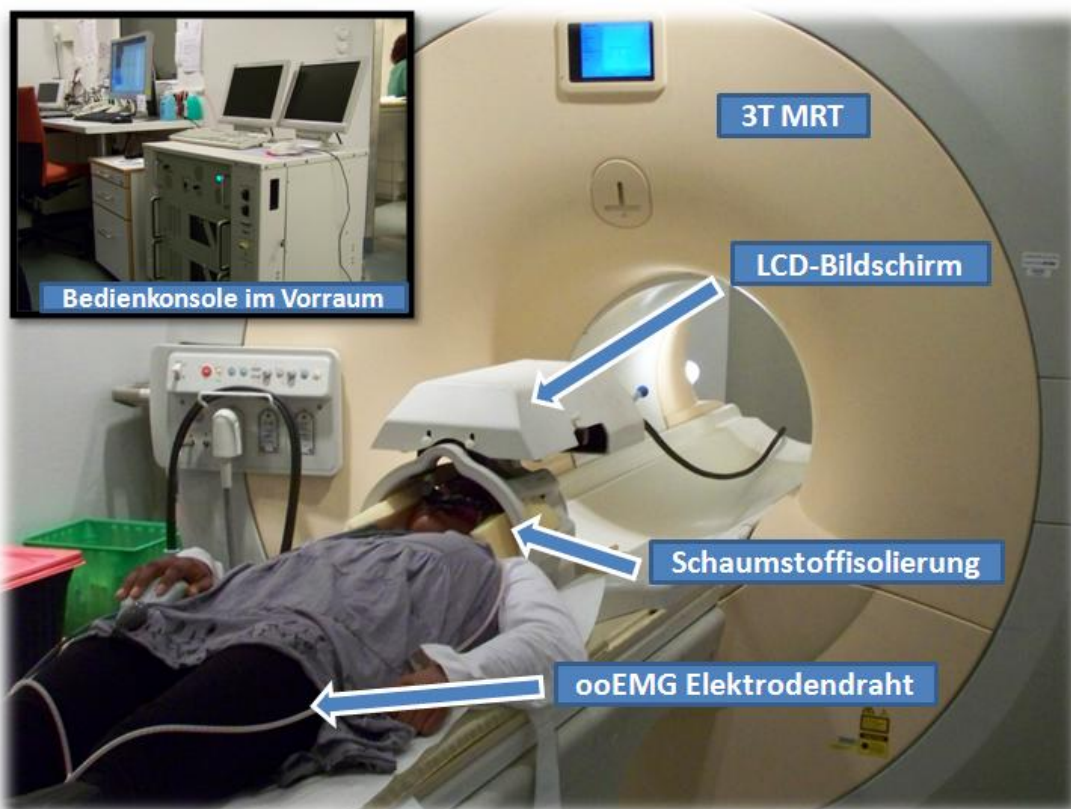 3T MRT
LCD-Bildschirm
Bedienkonsole im Vorraum
Schaumstoffisolierung
ooEMG Elektrodendraht